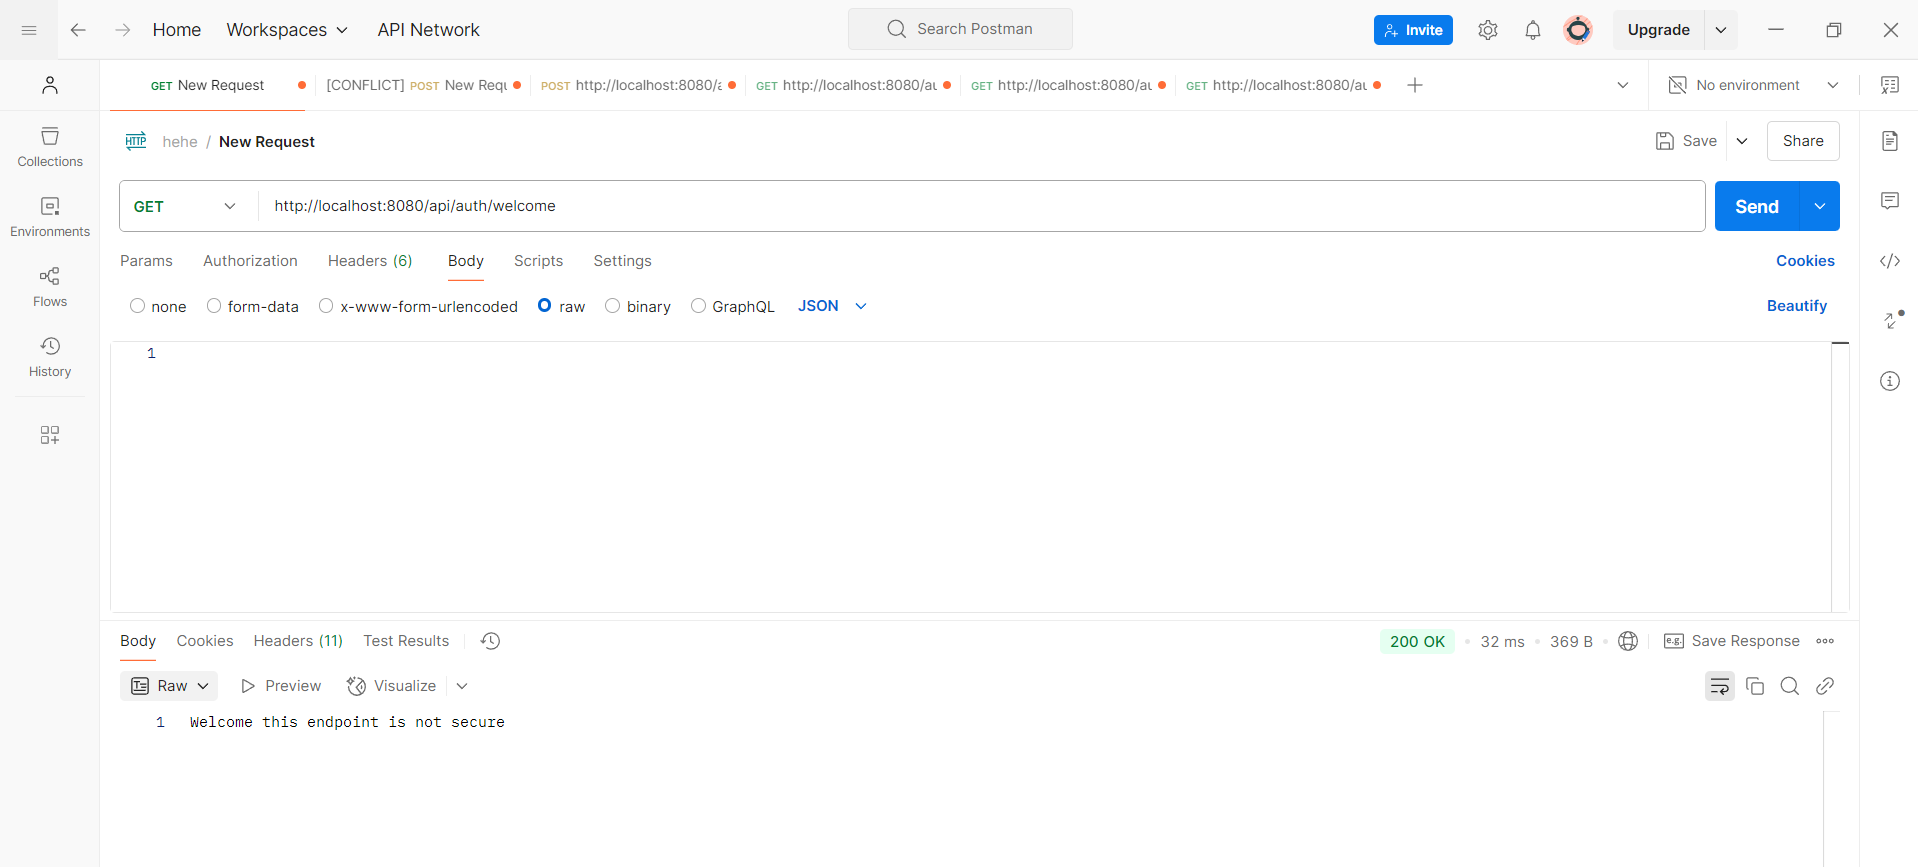 Home Workspaces API Network Search Postman Invite Upgrade
GET New Request [CONFLICT] POST New Requ POST http://localhost:8080/a GET http://localhost:8080/au GET http://localhost:8080/au GET http://localhost:8080/au No environment
HTTP hehe / New Request Save Share
Collections
GET http://localhost:8080/api/auth/welcome Send
Environments
Params Authorization Headers (6) Body Scripts Settings Cookies
Flows
none form-data x-www-form-urlencoded raw binary GraphQL JSON Beautify
1
History
Body Cookies Headers (11) Test Results 200 OK 32 ms 369 B e.g. Save Response
Raw Preview Visualize
1 Welcome this endpoint is not secure